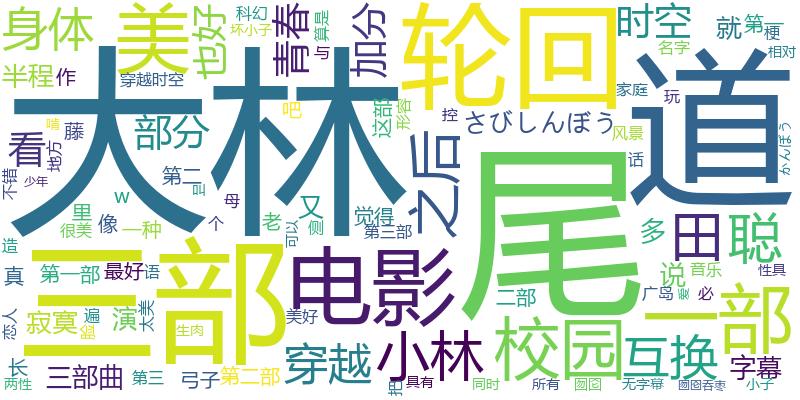 身体
美
也好
科幻
坏小子
算是
与
青春
加分
轮回
时空
就
第一
梗
名字
相对
半程
作
穿越时空
大林
道
吧
这部
形容
控
さびしんぼう
家庭
玩
风景
かんぼう
话
看
啃
藤
地方
部分
之后
尾
不错
少年
w
第二
母
又
觉得
第三部
里
像
很美
一种
个
老
侧
可以
田
聪
多
说
音乐
性具
造
真
第一部
最好
语
三部
电影
二部
广岛
爱
必
一部
恋人
寂寞
演
遍
太美
生肉
美好
校园
互换
字幕
长
两性
三部曲
第三
弓子
第二部
穿越
小林
把
具有
同时
所有
囫囵
无字幕
囫囵吞枣
小子